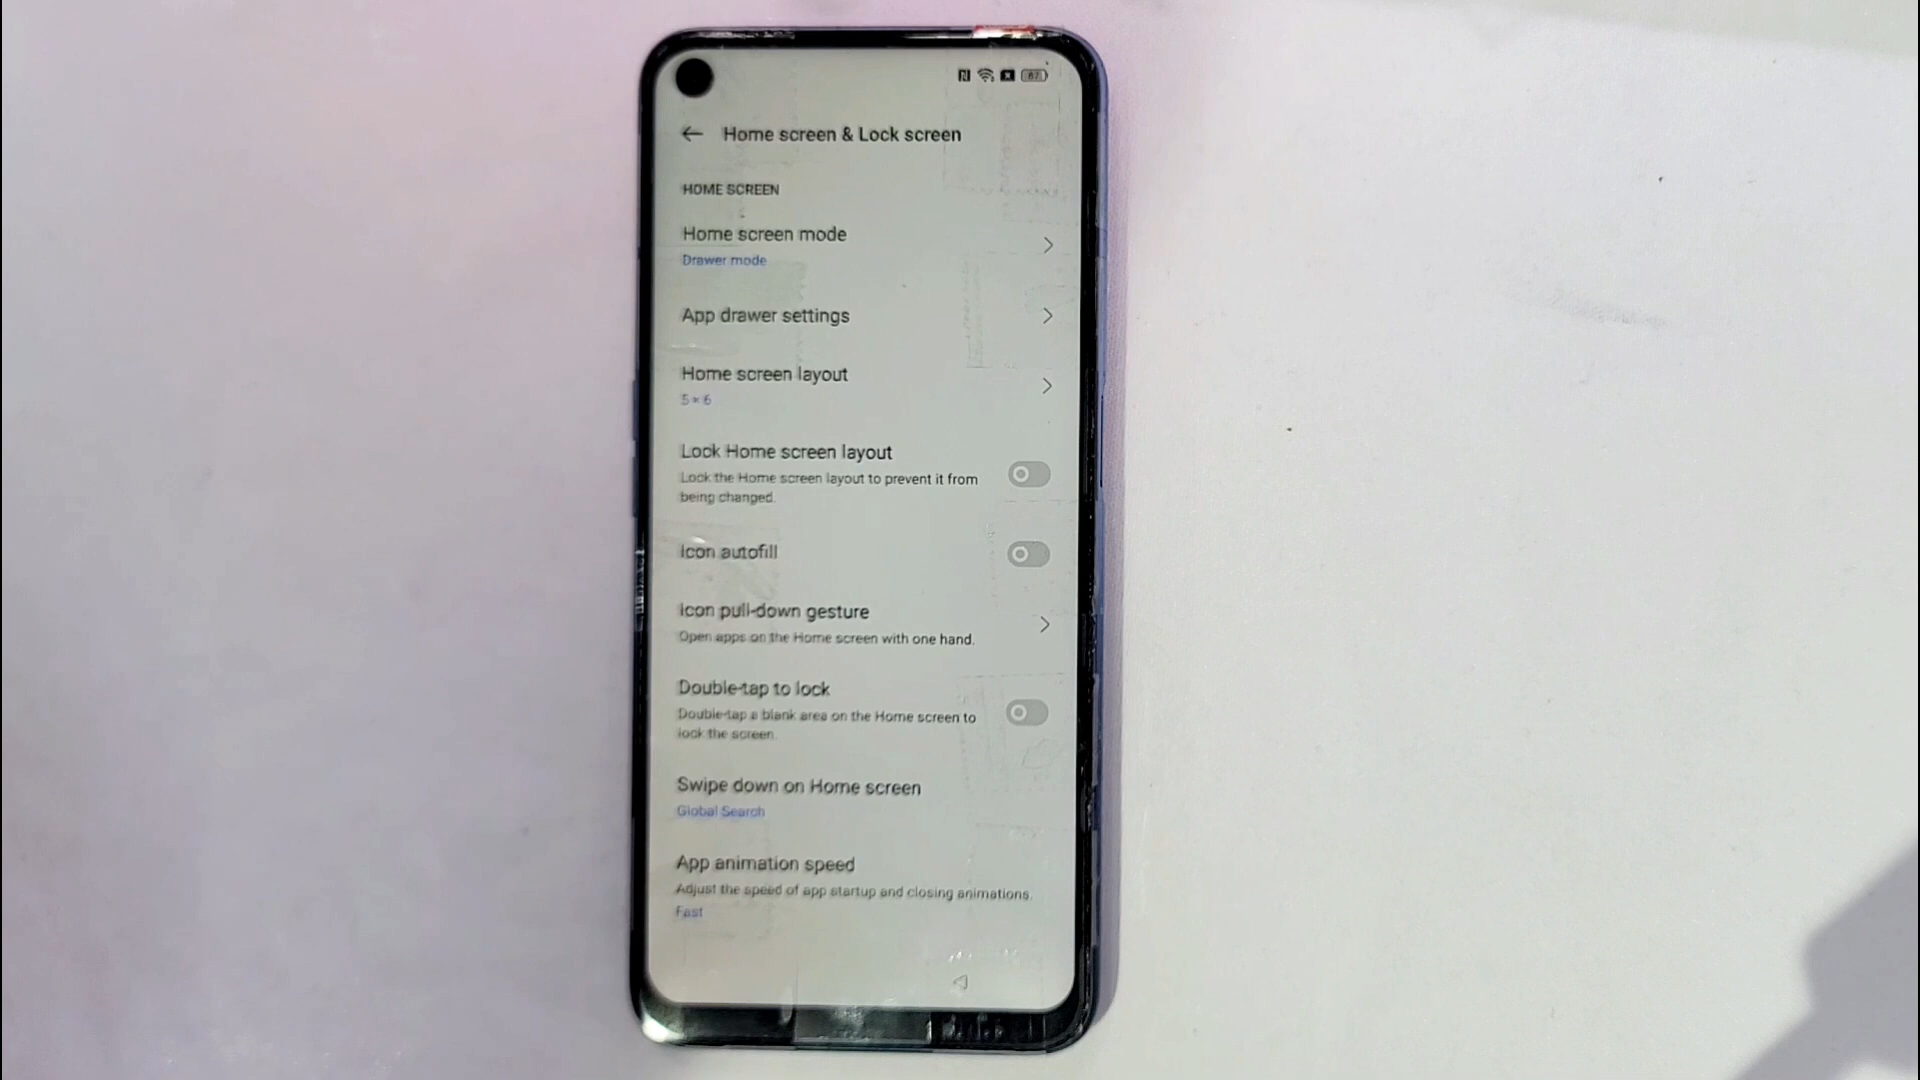 87
Home screen & Lock screen
HOME SCREEN
Home screen mode
Drawer mode
App drawer settings
Home screen layout
5 × 6
Lock Home screen layout
Lock the Home screen layout to prevent it from
being changed.
Icon autofill
Icon pull-down gesture
Open apps on the Home screen with one hand.
Double-tap to lock
Double-tap a blank area on the Home screen to
lock the screen.
Swipe down on Home screen
Global Search
App animation speed
Adjust the speed of app startup and closing animations.
Fast